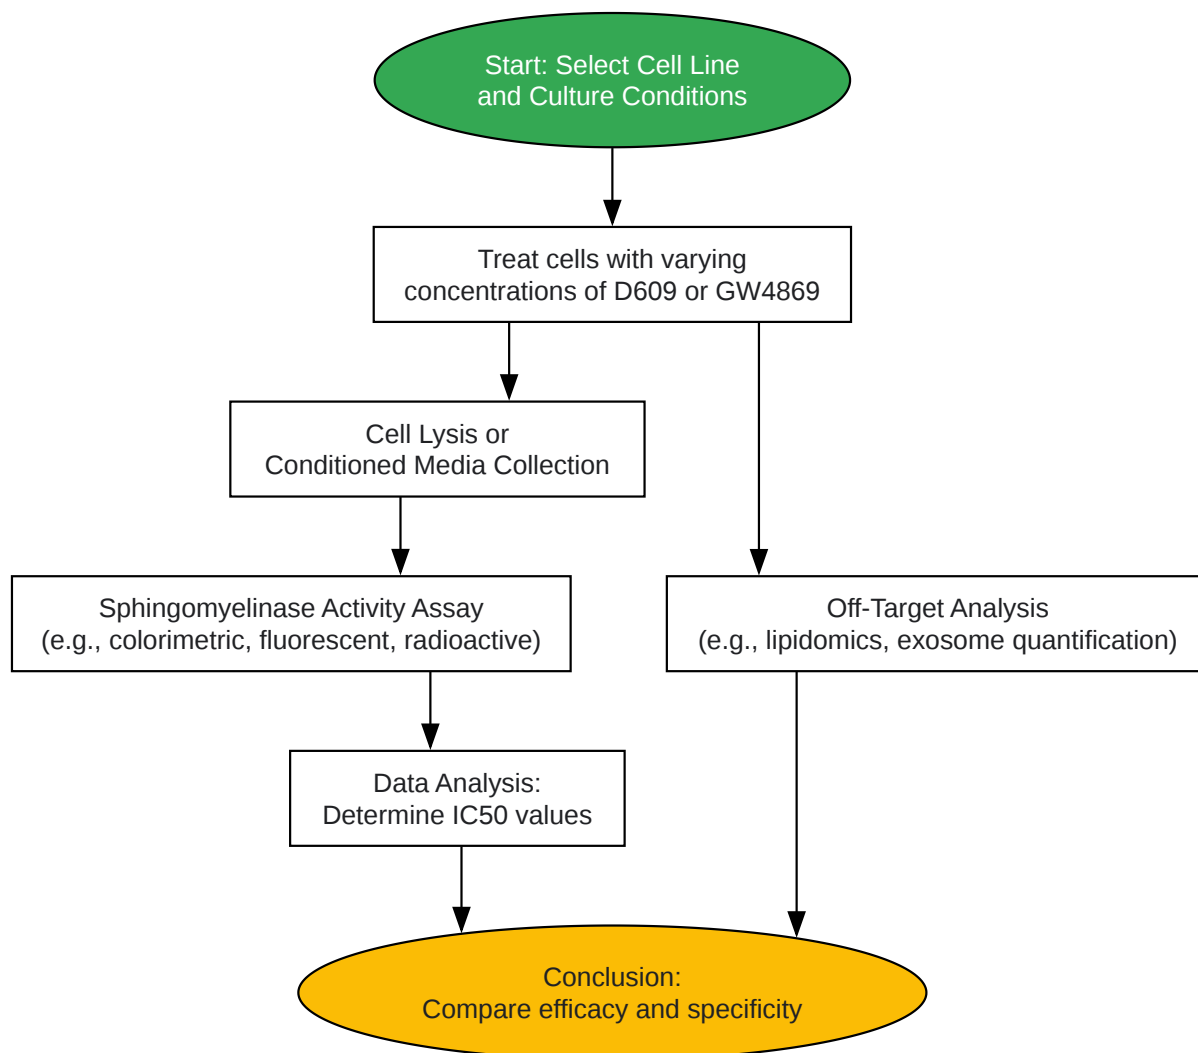 Start: Select Cell Line
and Culture Conditions
Treat cells with varying
concentrations of D609 or GW4869
Cell Lysis or
Conditioned Media Collection
Sphingomyelinase Activity Assay
(e.g., colorimetric, fluorescent, radioactive)
Off-Target Analysis
(e.g., lipidomics, exosome quantification)
Data Analysis:
Determine IC50 values
Conclusion:
Compare efficacy and specificity